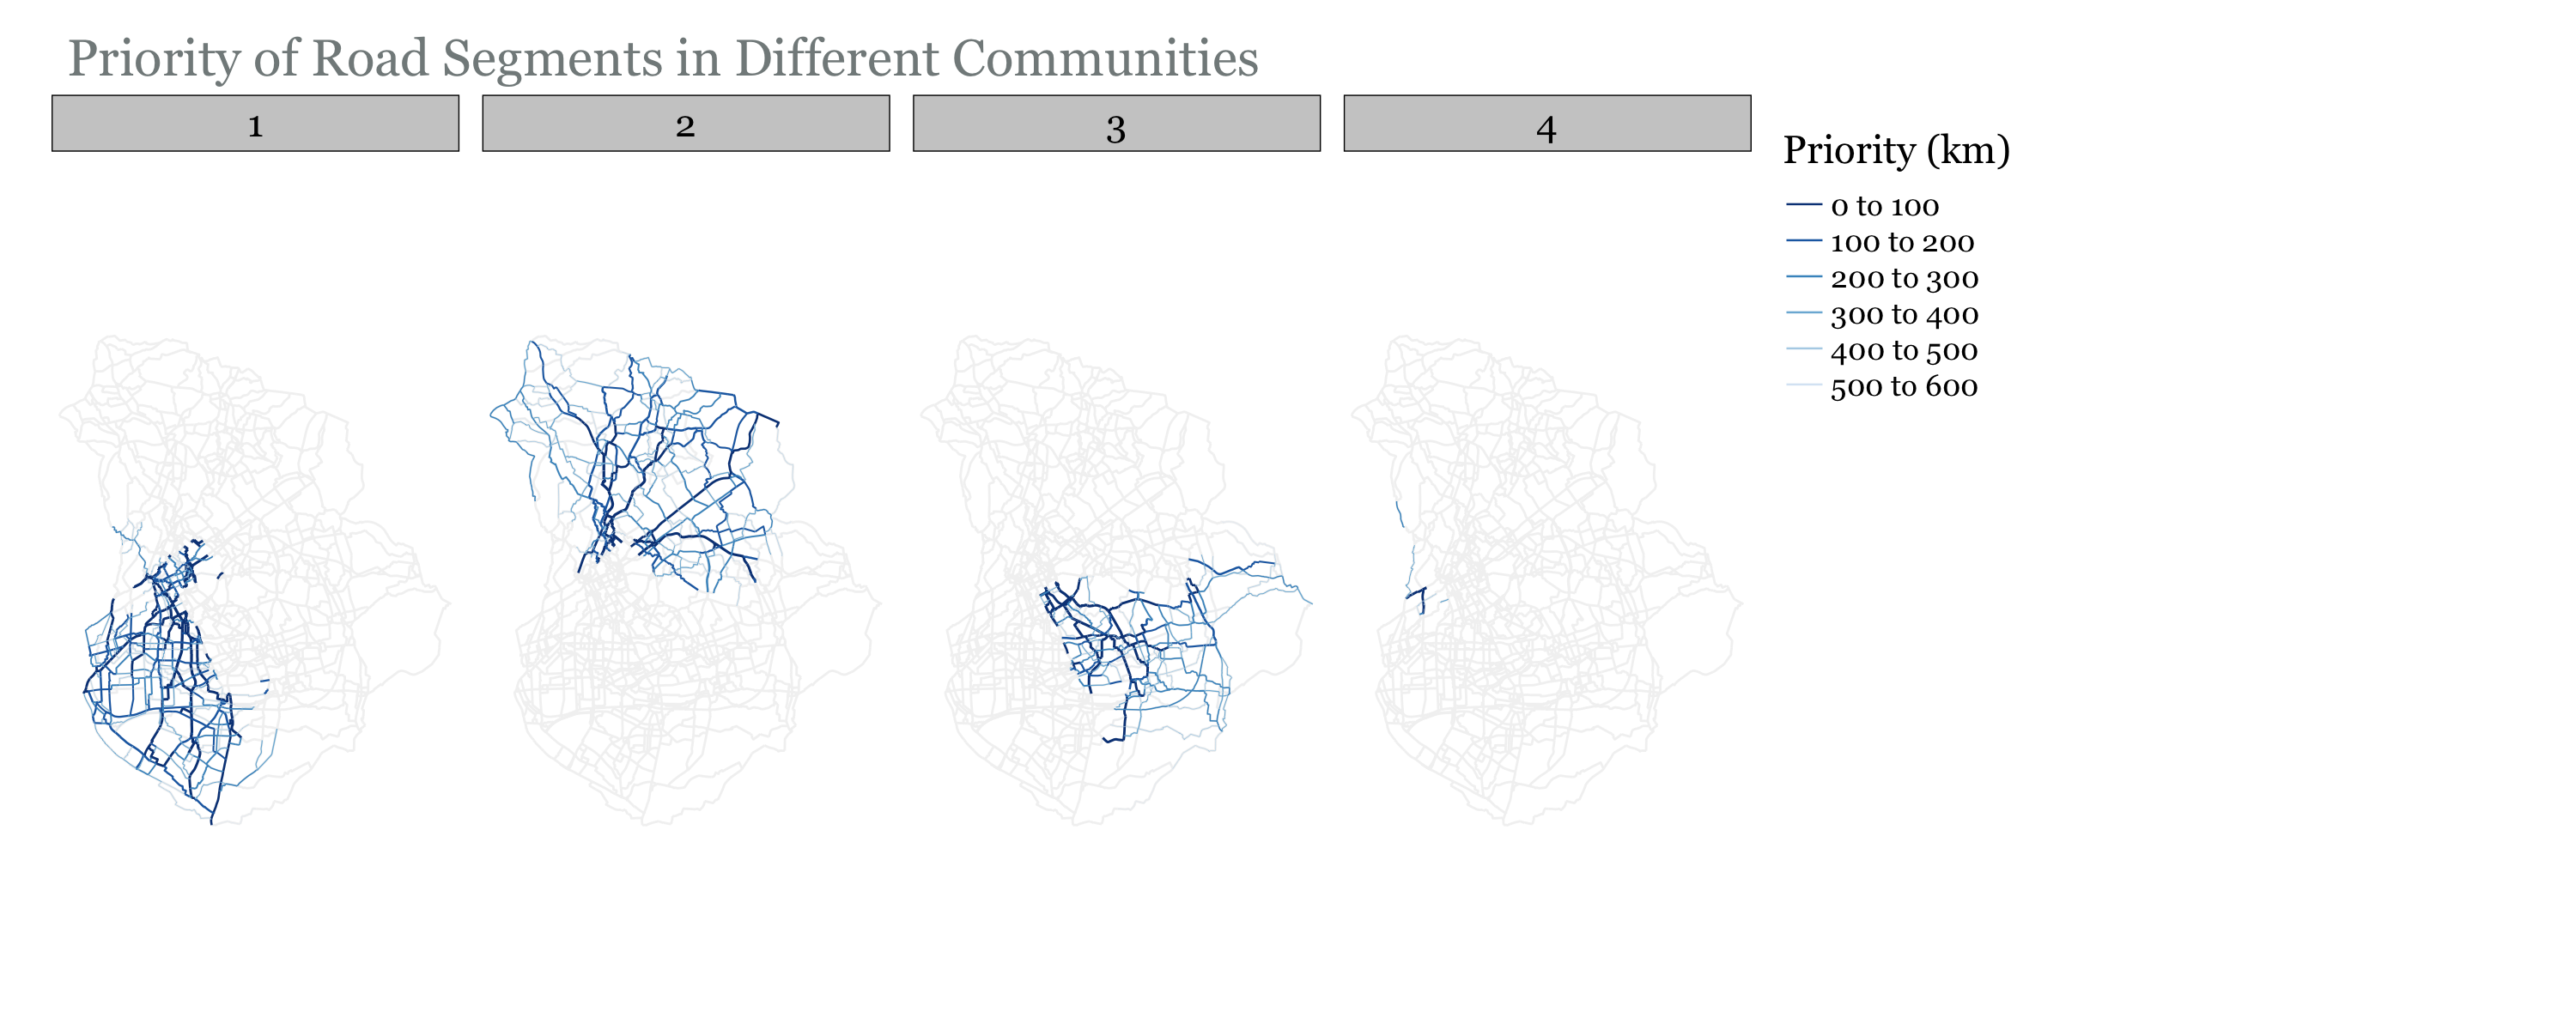 Priority of Road Segments in Different Communities
1
2
3
4
Priority (km)
0 to 100
100 to 200
200 to 300
300 to 400
400 to 500
500 to 600